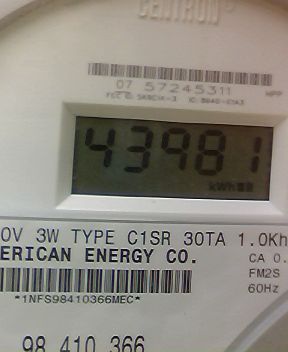 CENTRON
07 57245311
43981
kWh
0V 3W TYPE C1SR 30TA 1.0Kh
ERICAN ENERGY CO.
CA 0.
FM2S
60Hz
*1NFS98410366MEC*
98 410 366